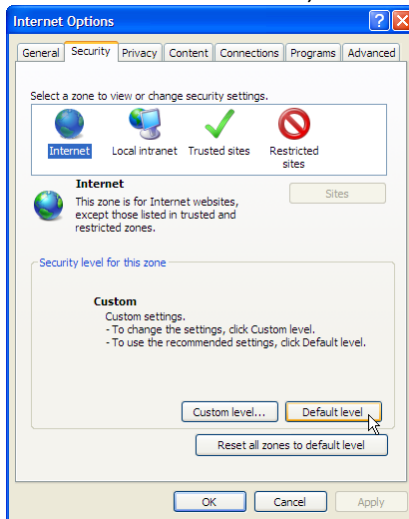 Internet Options
General Security Privacy Content Connections Programs Advanced
Select a zone to view or change security settings.
Internet Local intranet Trusted sites Restricted
sites
Internet
Sites
This zone is for Internet websites,
except those listed in trusted and
restricted zones.
Security level for this zone
Custom
Custom settings.
- To change the settings, click Custom level.
- To use the recommended settings, click Default level.
Custom level... Default level
Reset all zones to default level
OK Cancel Apply